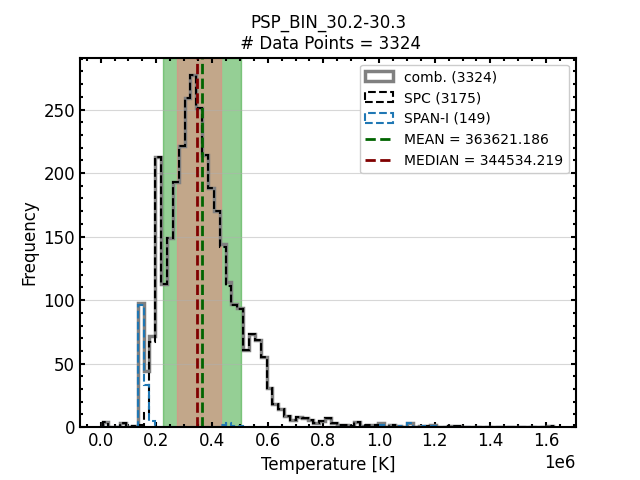 PSP_BIN_30.2-30.3
# Data Points = 3324
comb. (3324)
SPC (3175)
SPAN-I (149)
MEAN = 363621.186
MEDIAN = 344534.219
Frequency
250
200
150
100
50
0
0.0 0.2 0.4 0.6 0.8 1.0 1.2 1.4 1.6
1e6
Temperature [K]